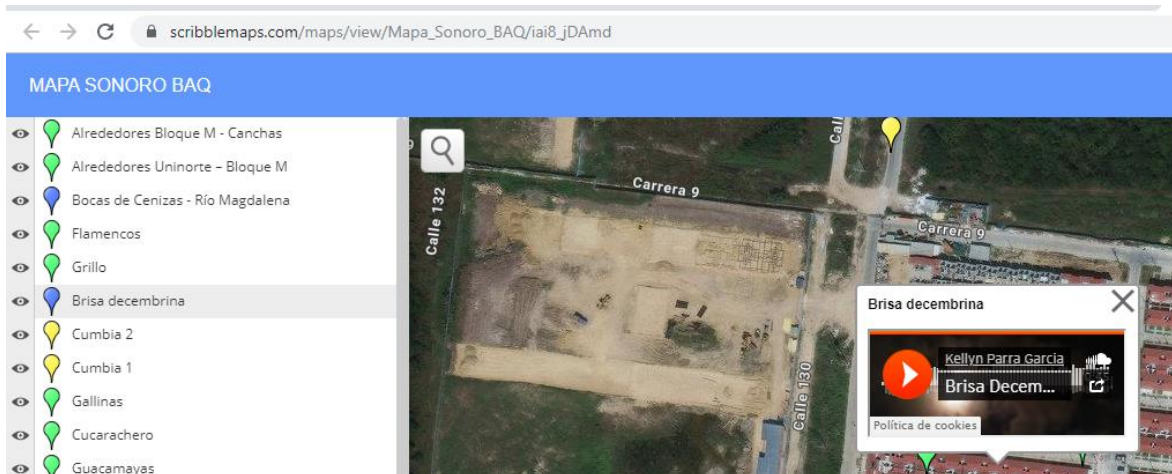 scribblemaps.com/maps/view/Mapa_Sonoro_BAQ/iai8_jDAmd
MAPA SONORO BAQ
Alrededores Bloque M - Canchas
Alrededores Uninorte – Bloque M
Bocas de Cenizas - Río Magdalena
Flamencos
Grillo
Brisa decembrina
Cumbia 2
Cumbia 1
Gallinas
Cucarachero
Guacamayas
Calle 132
Carrera 9
Carrera 9
Calle 130
Brisa decembrina
Kellyn Parra Garcia
Brisa Decem...
Política de cookies